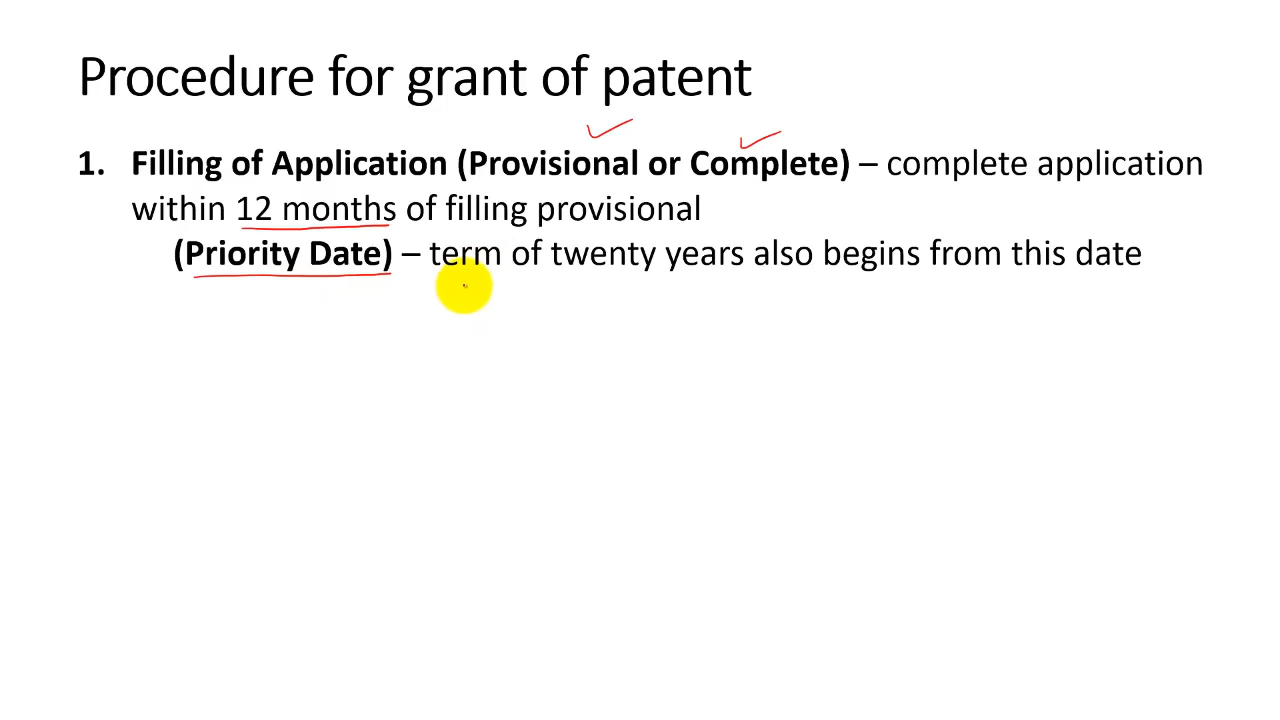 Procedure for grant of patent
1. Filling of Application (Provisional or Complete) – complete application
within 12 months of filling provisional
(Priority Date) – term of twenty years also begins from this date